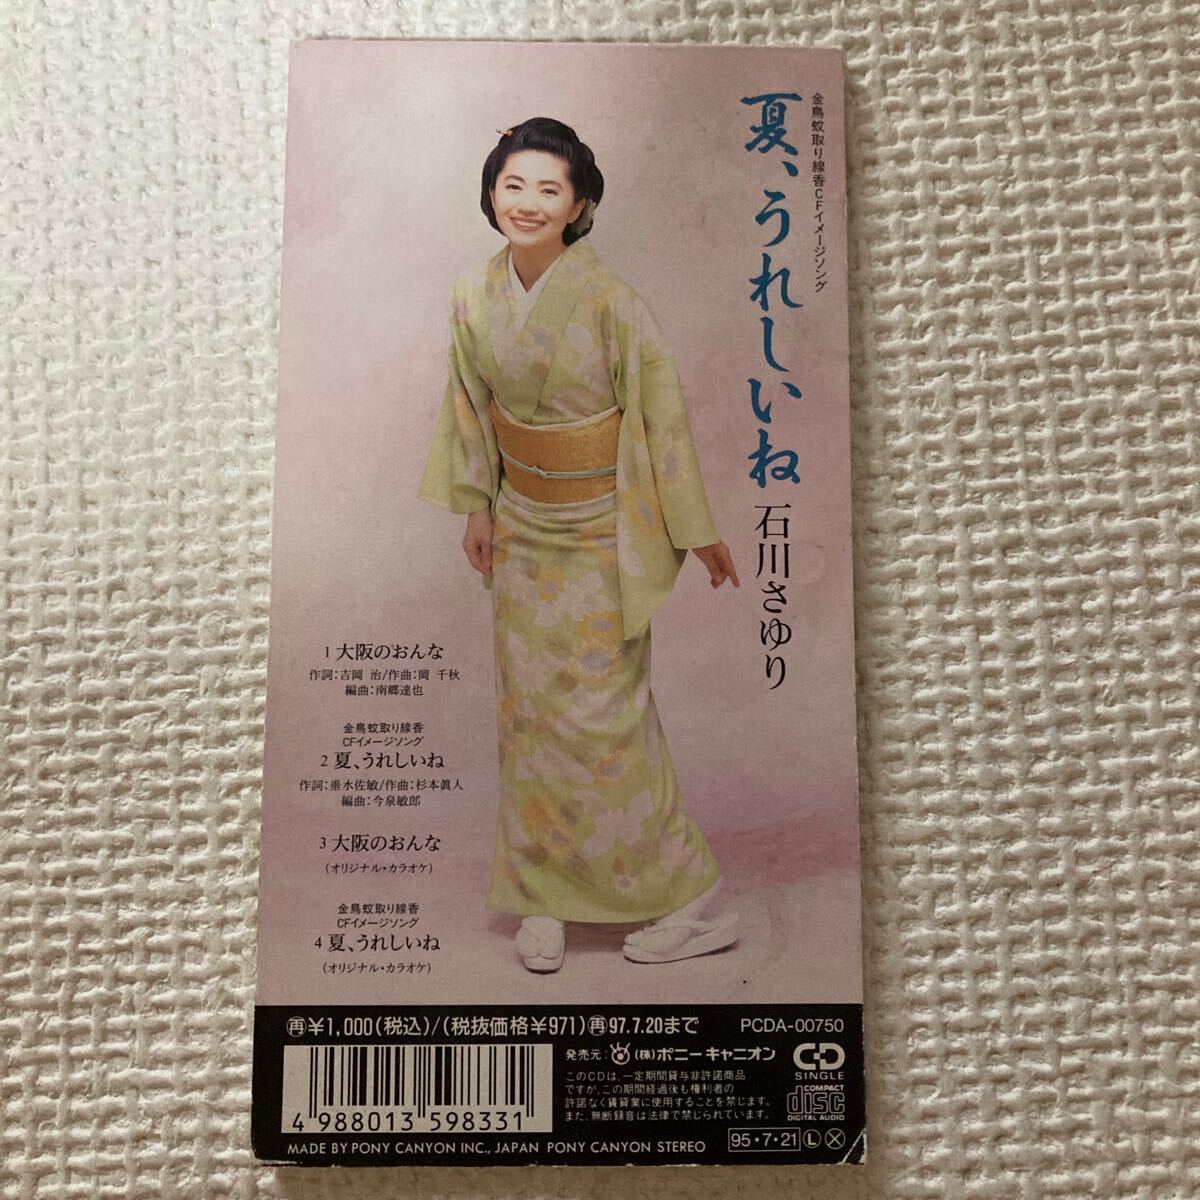 金鳥蚊取り線香CFイメージソング
夏、うれしいね
石川さゆり
1 大阪のおんな
作詞：吉岡 治/作曲：岡 千秋
編曲：南郷達也
金鳥蚊取り線香
CFイメージソング
2 夏、うれしいね
作詞：垂水佐敏/作曲：杉本眞人
編曲：今泉敏郎
3 大阪のおんな
（オリジナル・カラオケ）
金鳥蚊取り線香
CFイメージソング
4 夏、うれしいね
（オリジナル・カラオケ）
再¥1,000(税込)/(税抜価格¥971)再97.7.20まで PCDA-00750
発売元：(株)ポニーキャニオン
CD SINGLE
このCDは、一定期間貸与非許諾商品
ですが、この期間経過後も権利者の
許諾なく賃貸業に使用することを禁じます。
また、無断録音は法律で禁じられています。
COMPACT disc DIGITAL AUDIO
4 988013 598331
MADE BY PONY CANYON INC., JAPAN PONY CANYON STEREO 95・7・21 L X